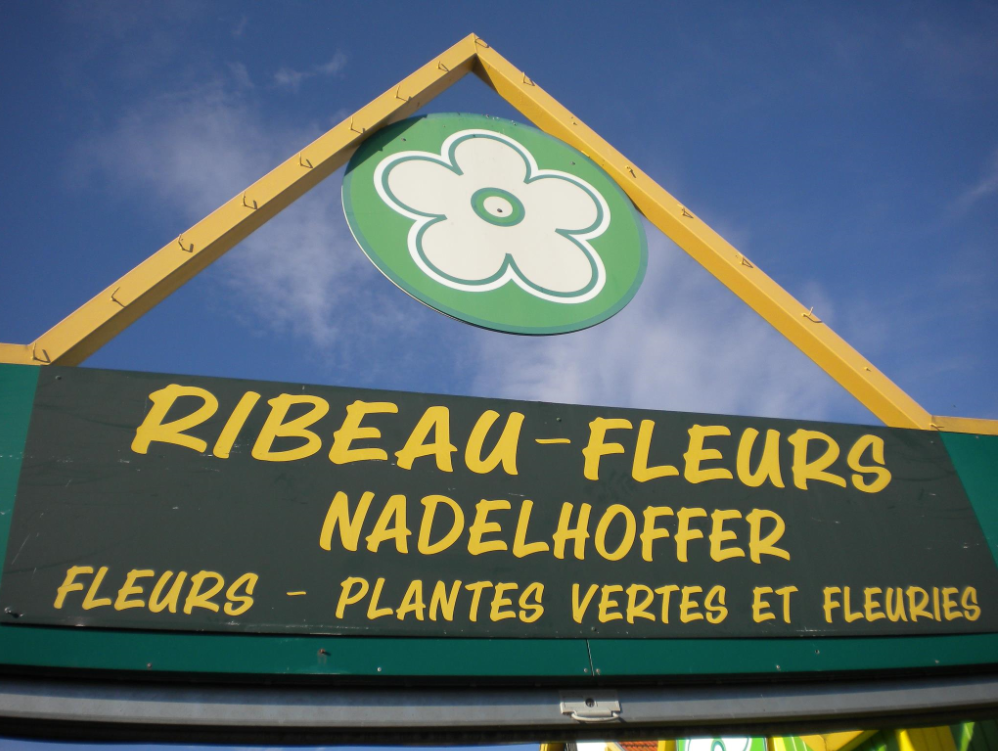 RIBEAU-FLEURS
NADELHOFFER
FLEURS - PLANTES VERTES ET FLEURIES